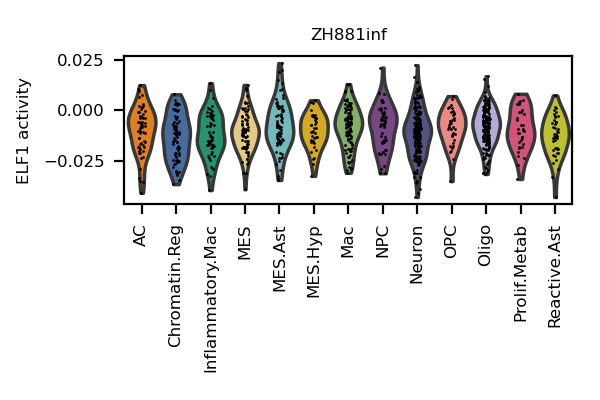 ZH881inf
ELF1 activity
0.025
0.000
−0.025
AC
Chromatin.Reg
Inflammatory.Mac
MES
MES.Ast
MES.Hyp
Mac
NPC
Neuron
OPC
Oligo
Prolif.Metab
Reactive.Ast